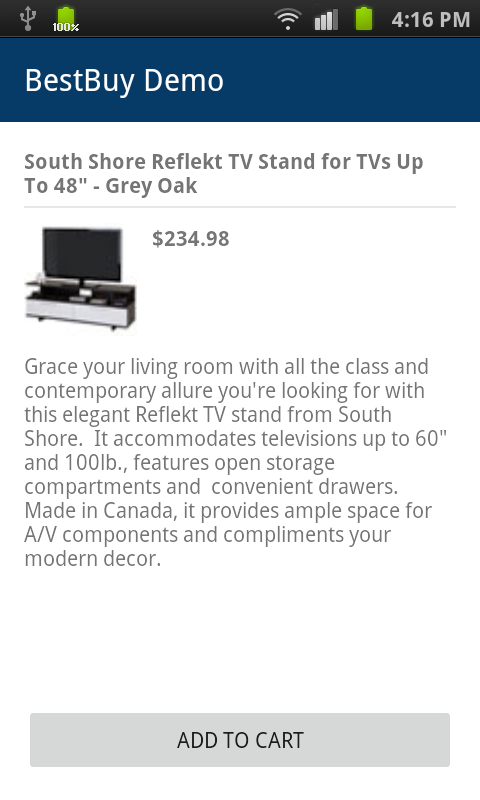 100%
4:16 PM
BestBuy Demo
South Shore Reflekt TV Stand for TVs Up
To 48" - Grey Oak
$234.98
Grace your living room with all the class and
contemporary allure you're looking for with
this elegant Reflekt TV stand from South
Shore.  It accommodates televisions up to 60"
and 100lb., features open storage
compartments and  convenient drawers.
Made in Canada, it provides ample space for
A/V components and compliments your
modern decor.
ADD TO CART